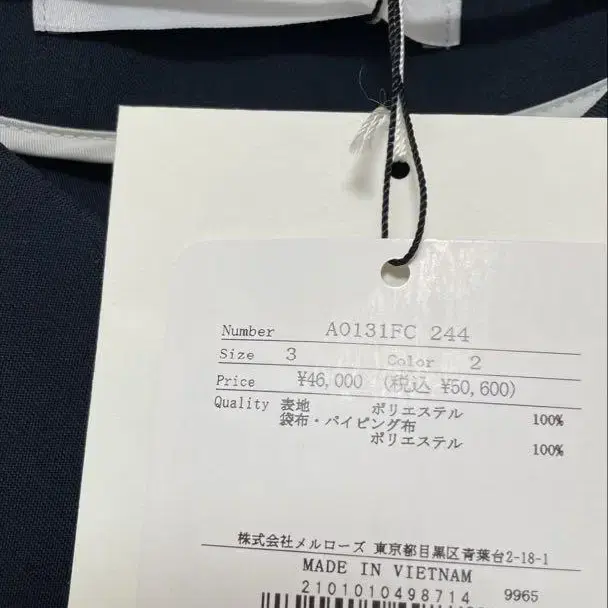 Number A0131FC 244
Size 3 Color 2
Price ¥46,000 (税込 ¥50,600)
Quality 表地 ポリエステル 100%
袋布・パイピング布
ポリエステル 100%
株式会社メルローズ 東京都目黒区青葉台2-18-1
MADE IN VIETNAM
2101010498714 9965